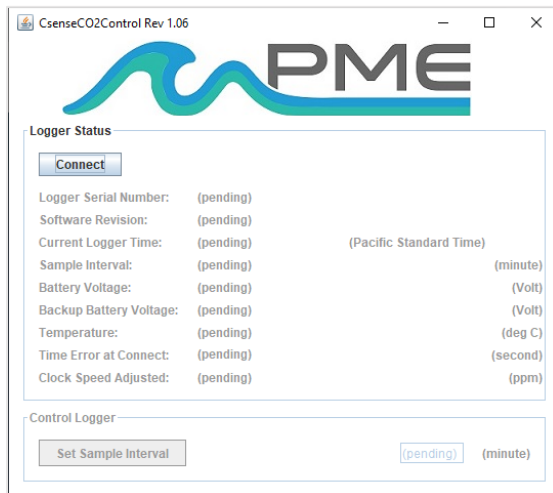 CsenseCO2Control Rev 1.06
PME
Logger Status
Connect
Logger Serial Number: (pending)
Software Revision: (pending)
Current Logger Time: (pending) (Pacific Standard Time)
Sample Interval: (pending) (minute)
Battery Voltage: (pending) (Volt)
Backup Battery Voltage: (pending) (Volt)
Temperature: (pending) (deg C)
Time Error at Connect: (pending) (second)
Clock Speed Adjusted: (pending) (ppm)
Control Logger
Set Sample Interval (pending) (minute)